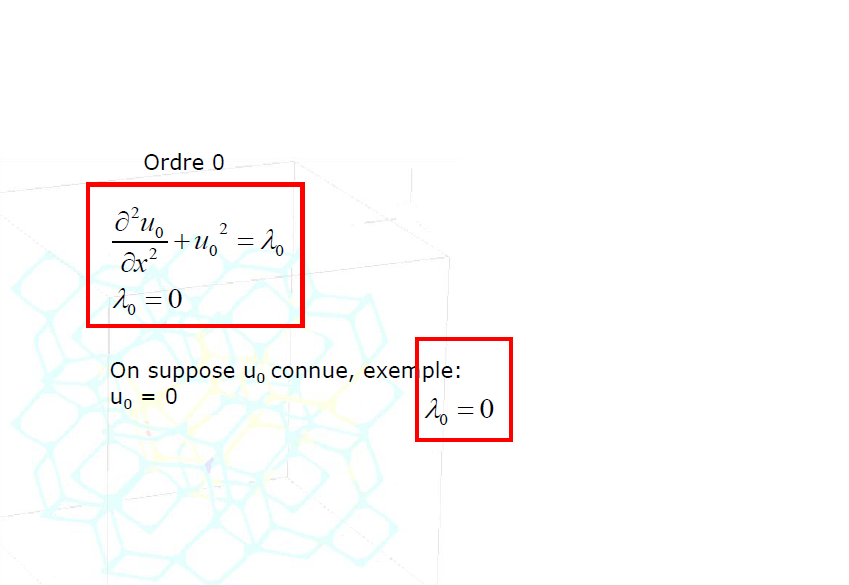 Ordre 0
∂²u₀/∂x² + u₀² = λ₀
λ₀ = 0
On suppose u₀ connue, exemple:
u₀ = 0
λ₀ = 0